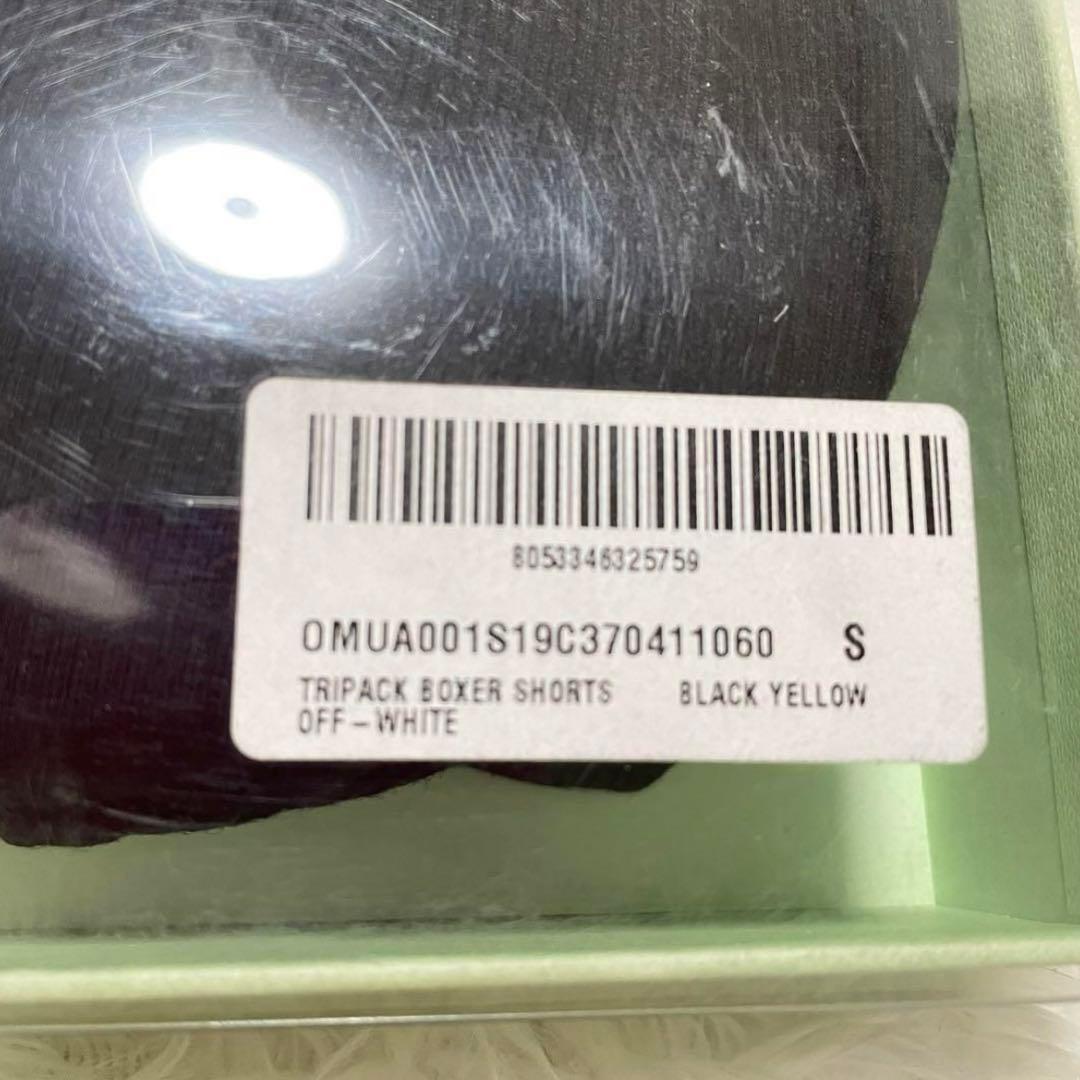 8053346325759
OMUA001S19C370411060 S
TRIPACK BOXER SHORTS BLACK YELLOW
OFF-WHITE